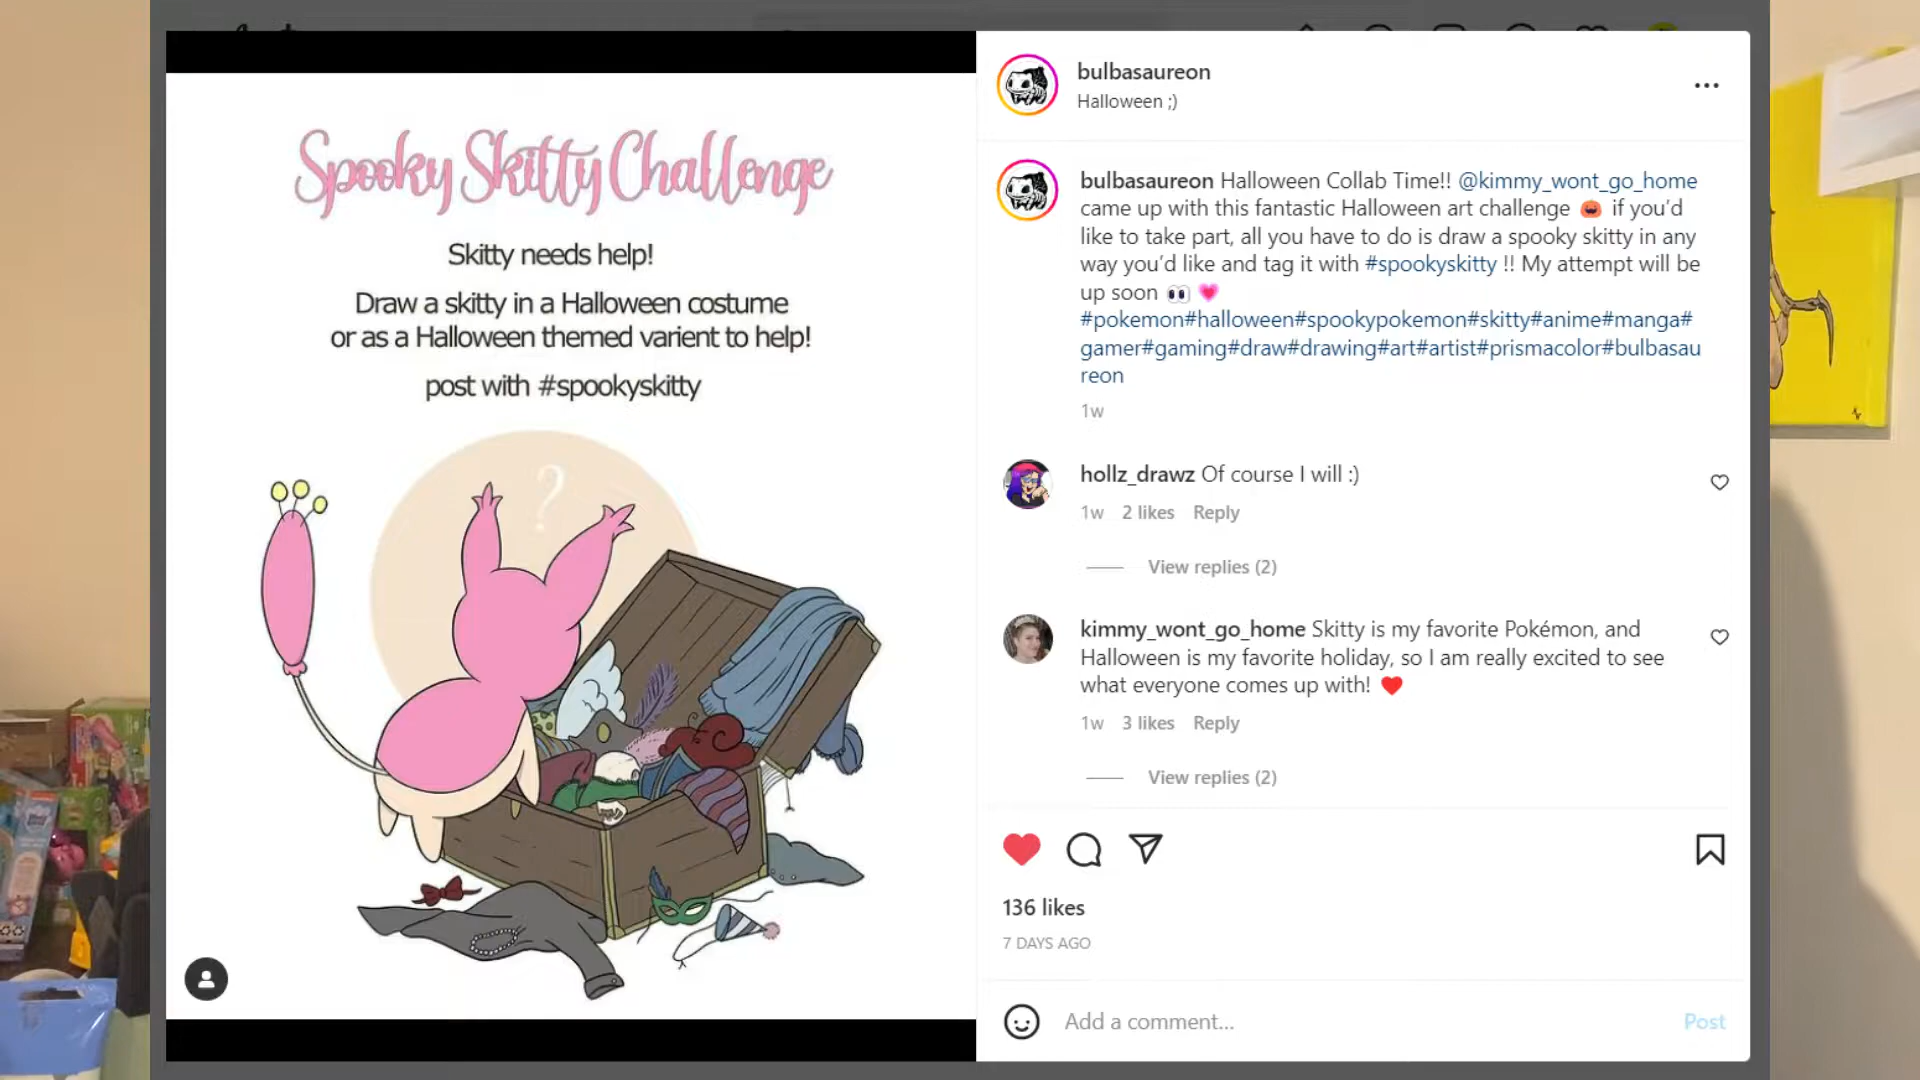 Spooky Skitty Challenge
Skitty needs help!
Draw a skitty in a Halloween costume
or as a Halloween themed varient to help!
post with #spookyskitty
bulbasaureon
Halloween ;)
bulbasaureon Halloween Collab Time!! @kimmy_wont_go_home
came up with this fantastic Halloween art challenge 🎃 if you'd
like to take part, all you have to do is draw a spooky skitty in any
way you'd like and tag it with #spookyskitty !! My attempt will be
up soon 👀 💗
#pokemon#halloween#spookypokemon#skitty#anime#manga#
gamer#gaming#draw#drawing#art#artist#prismacolor#bulbasau
reon
1w
hollz_drawz Of course I will :)
1w 2 likes Reply
View replies (2)
kimmy_wont_go_home Skitty is my favorite Pokémon, and
Halloween is my favorite holiday, so I am really excited to see
what everyone comes up with! ♥️
1w 3 likes Reply
View replies (2)
136 likes
7 DAYS AGO
Add a comment...
Post